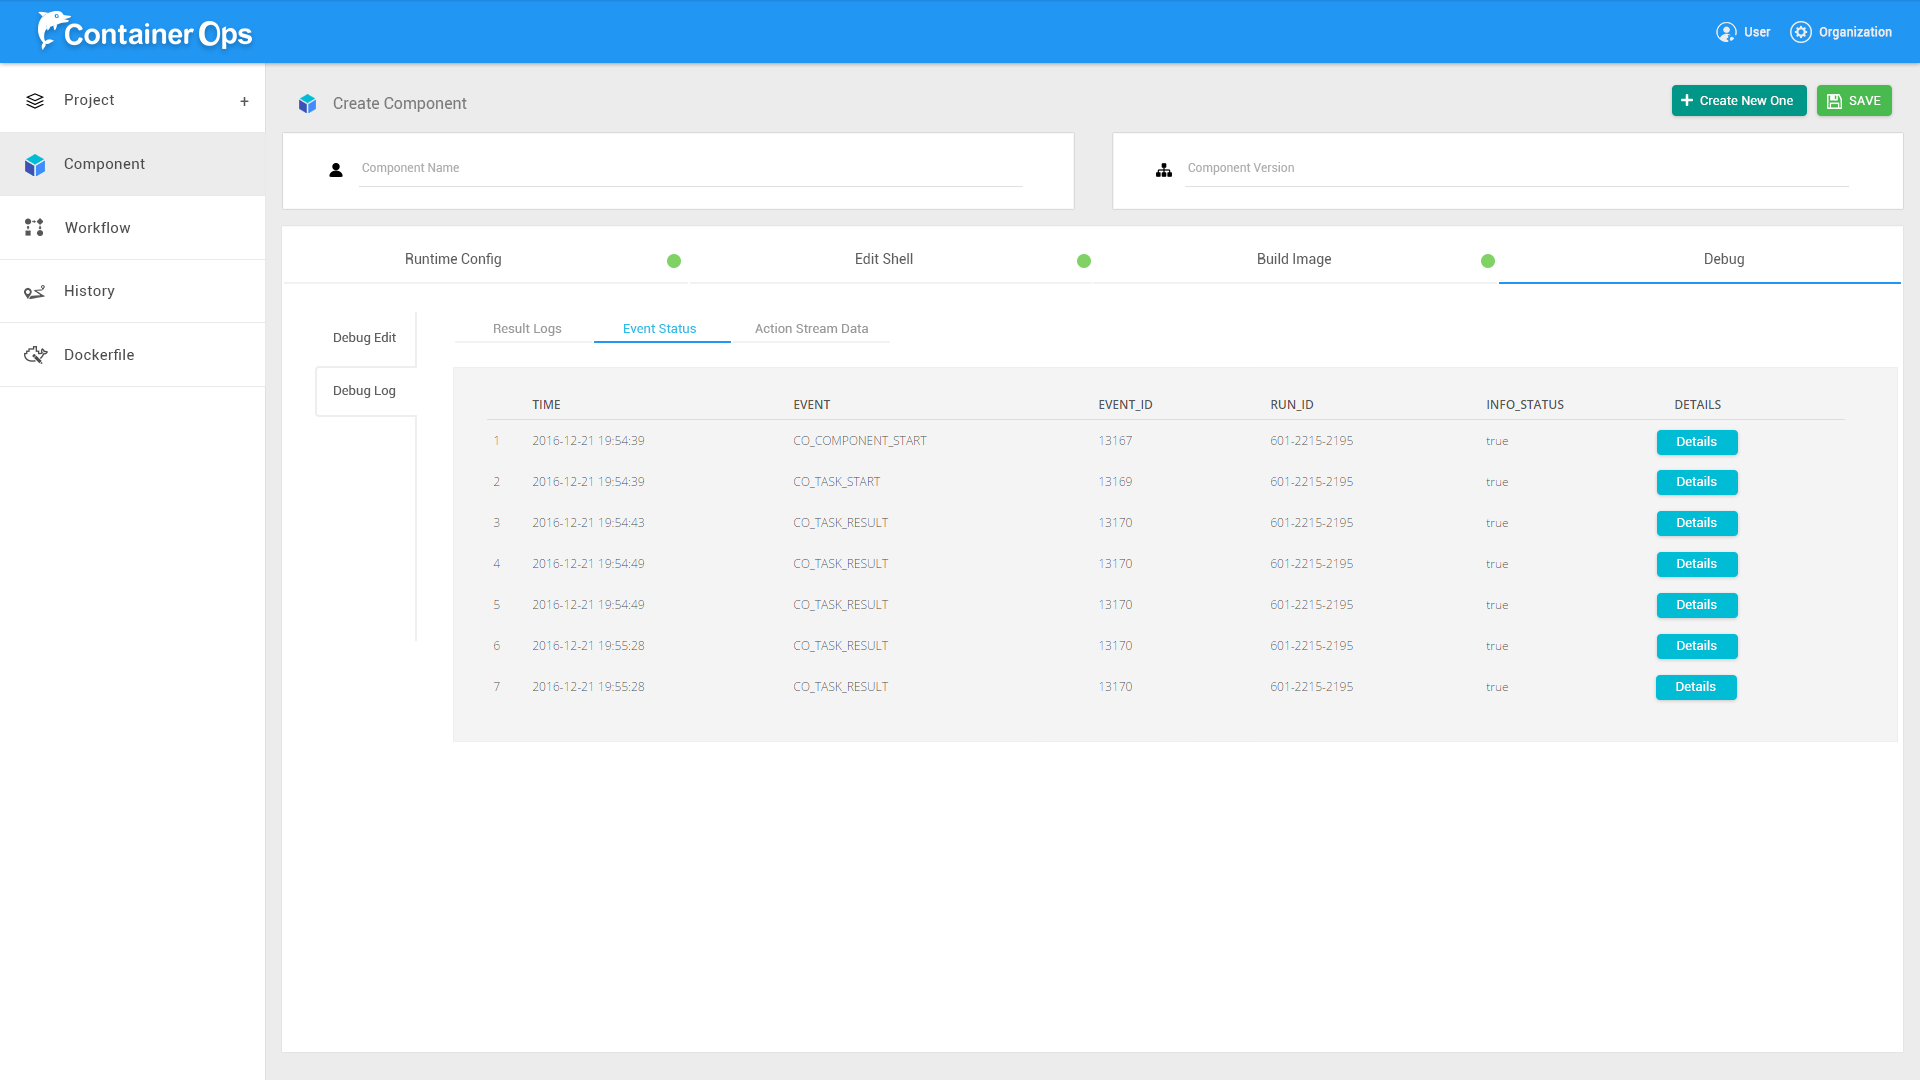 Container Ops
User Organization
Project +
Component
Workflow
History
Dockerfile
Create Component
+ Create New One
SAVE
Component Name
Component Version
Runtime Config Edit Shell Build Image Debug
Debug Edit
Debug Log
Result Logs Event Status Action Stream Data
TIME EVENT EVENT_ID RUN_ID INFO_STATUS DETAILS
1 2016-12-21 19:54:39 CO_COMPONENT_START 13167 601-2215-2195 true Details
2 2016-12-21 19:54:39 CO_TASK_START 13169 601-2215-2195 true Details
3 2016-12-21 19:54:43 CO_TASK_RESULT 13170 601-2215-2195 true Details
4 2016-12-21 19:54:49 CO_TASK_RESULT 13170 601-2215-2195 true Details
5 2016-12-21 19:54:49 CO_TASK_RESULT 13170 601-2215-2195 true Details
6 2016-12-21 19:55:28 CO_TASK_RESULT 13170 601-2215-2195 true Details
7 2016-12-21 19:55:28 CO_TASK_RESULT 13170 601-2215-2195 true Details